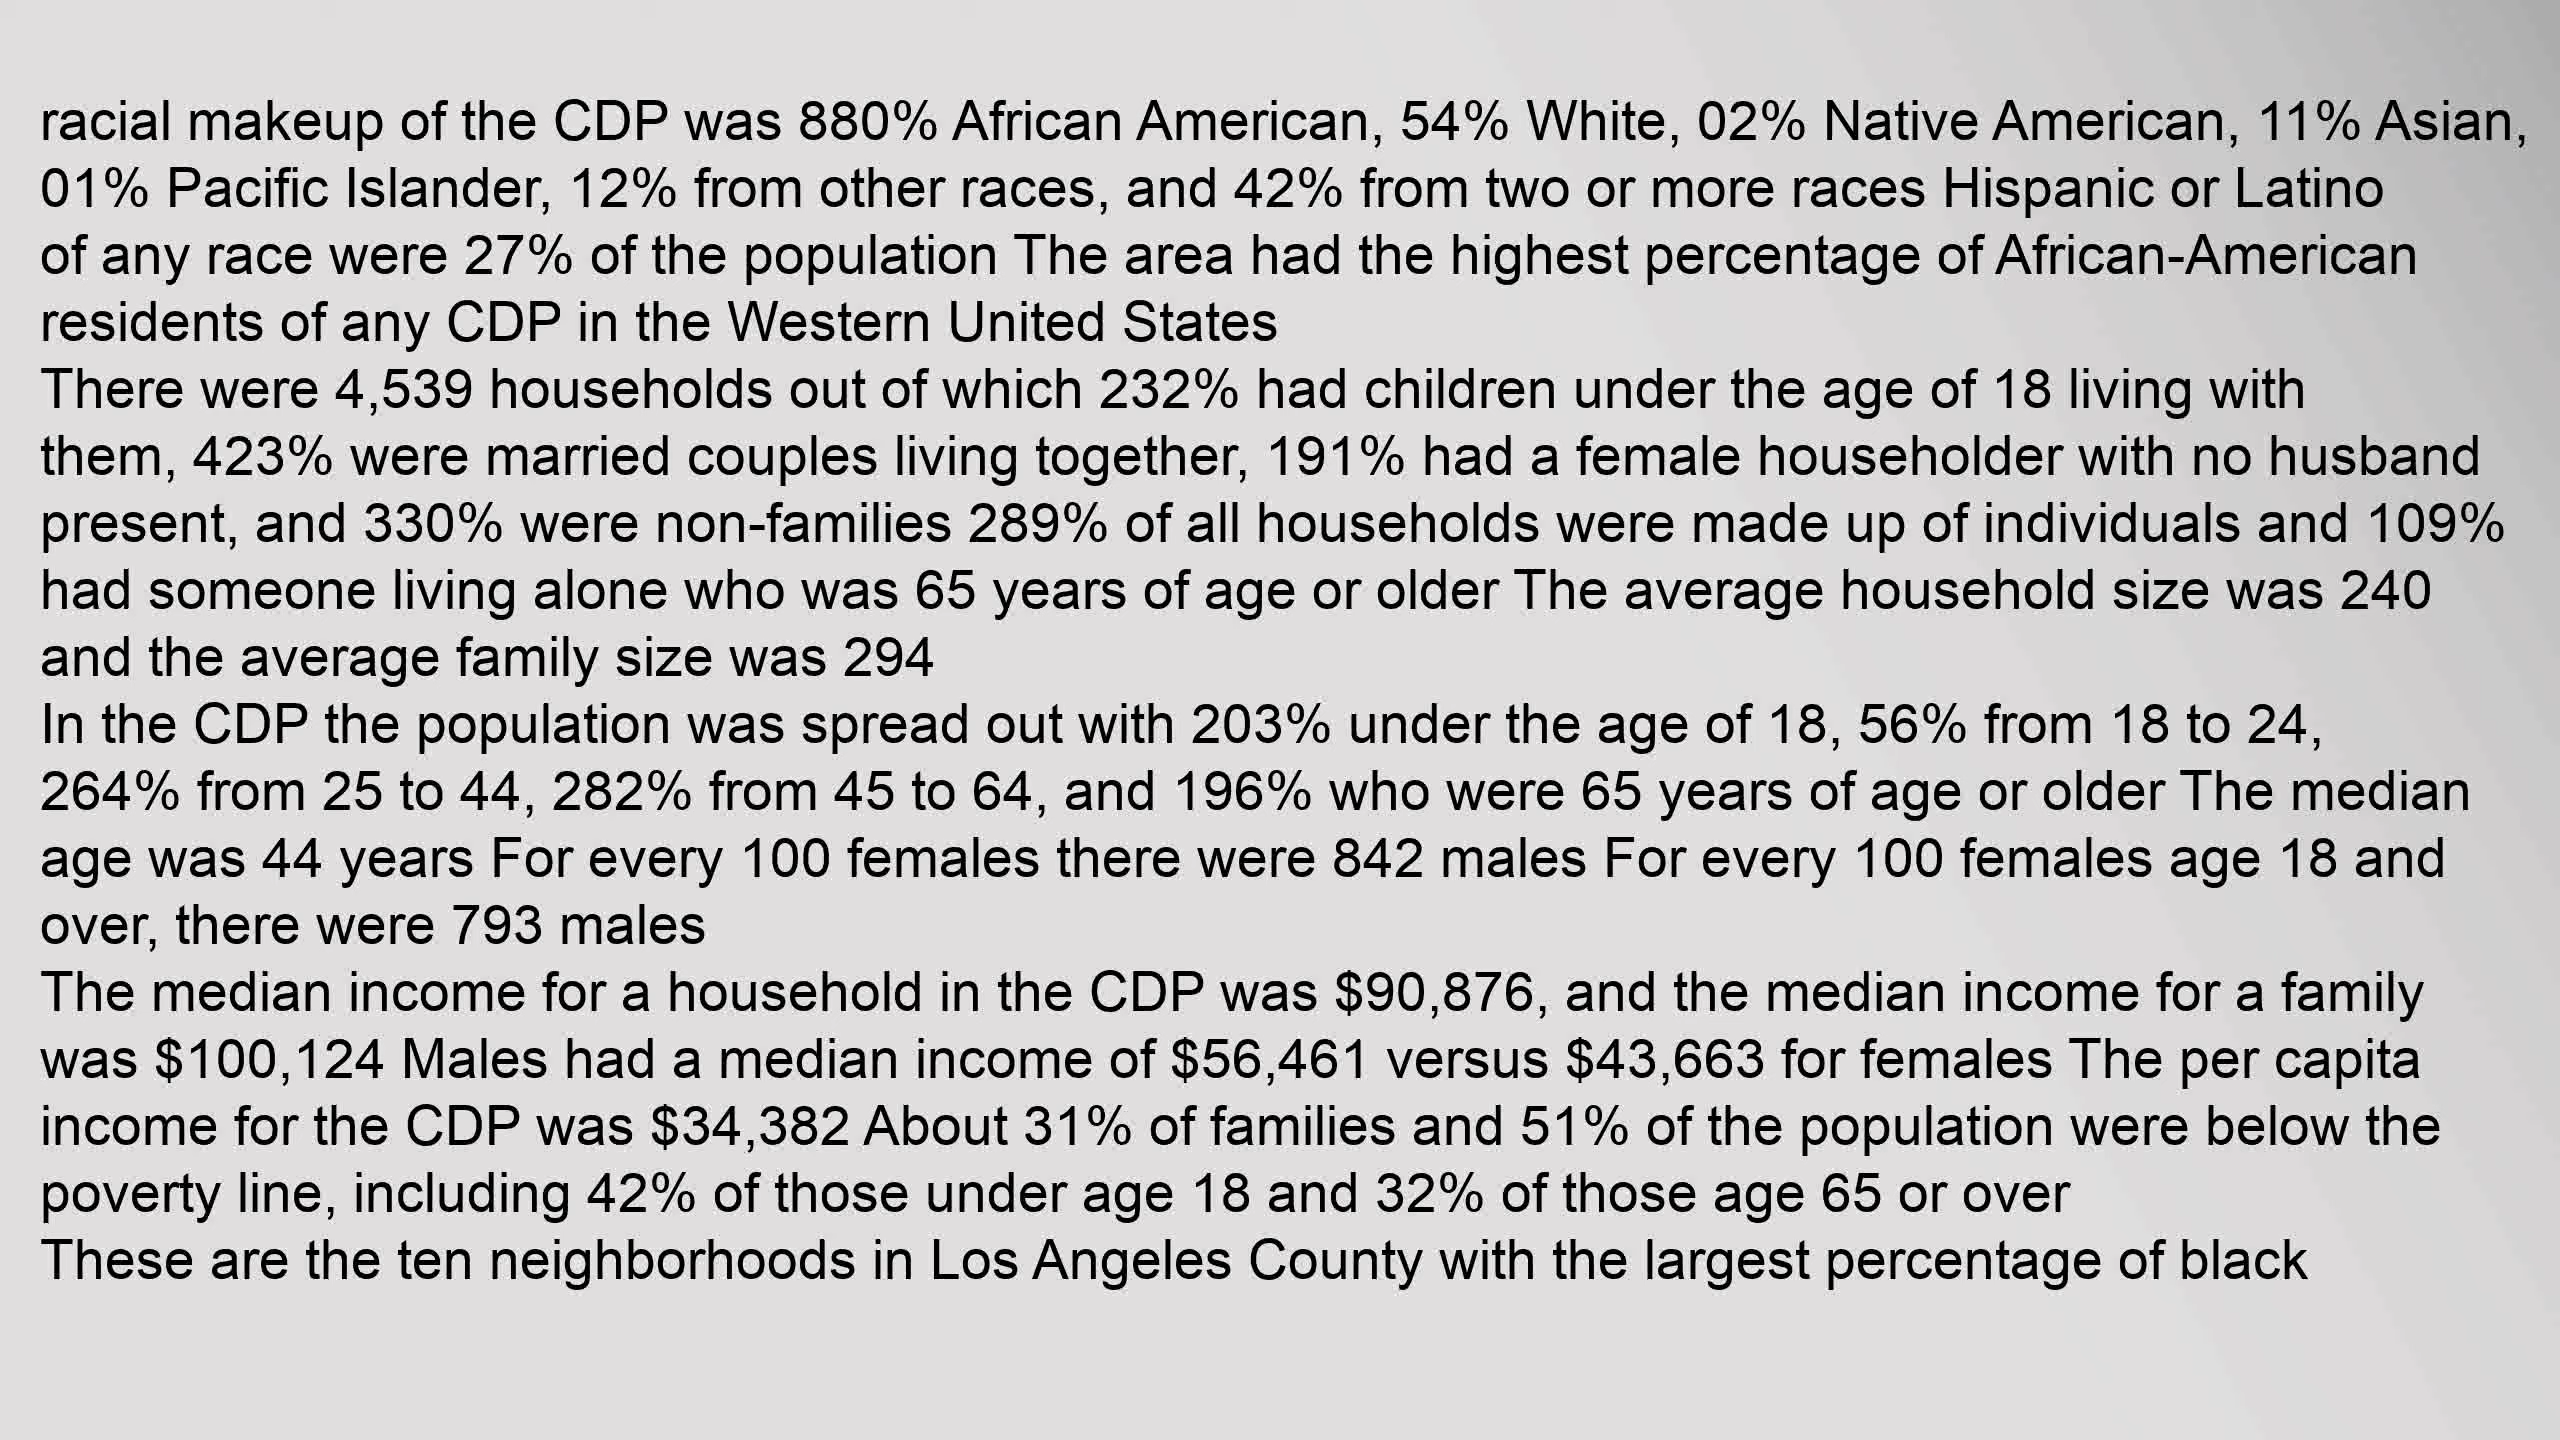 racial makeup of the CDP was 880% African American, 54% White, 02% Native American, 11% Asian,
01% Pacific Islander, 12% from other races, and 42% from two or more races Hispanic or Latino
of any race were 27% of the population The area had the highest percentage of African-American
residents of any CDP in the Western United States
There were 4,539 households out of which 232% had children under the age of 18 living with
them, 423% were married couples living together, 191% had a female householder with no husband
present, and 330% were non-families 289% of all households were made up of individuals and 109%
had someone living alone who was 65 years of age or older The average household size was 240
and the average family size was 294
In the CDP the population was spread out with 203% under the age of 18, 56% from 18 to 24,
264% from 25 to 44, 282% from 45 to 64, and 196% who were 65 years of age or older The median
age was 44 years For every 100 females there were 842 males For every 100 females age 18 and
over, there were 793 males
The median income for a household in the CDP was $90,876, and the median income for a family
was $100,124 Males had a median income of $56,461 versus $43,663 for females The per capita
income for the CDP was $34,382 About 31% of families and 51% of the population were below the
poverty line, including 42% of those under age 18 and 32% of those age 65 or over
These are the ten neighborhoods in Los Angeles County with the largest percentage of black